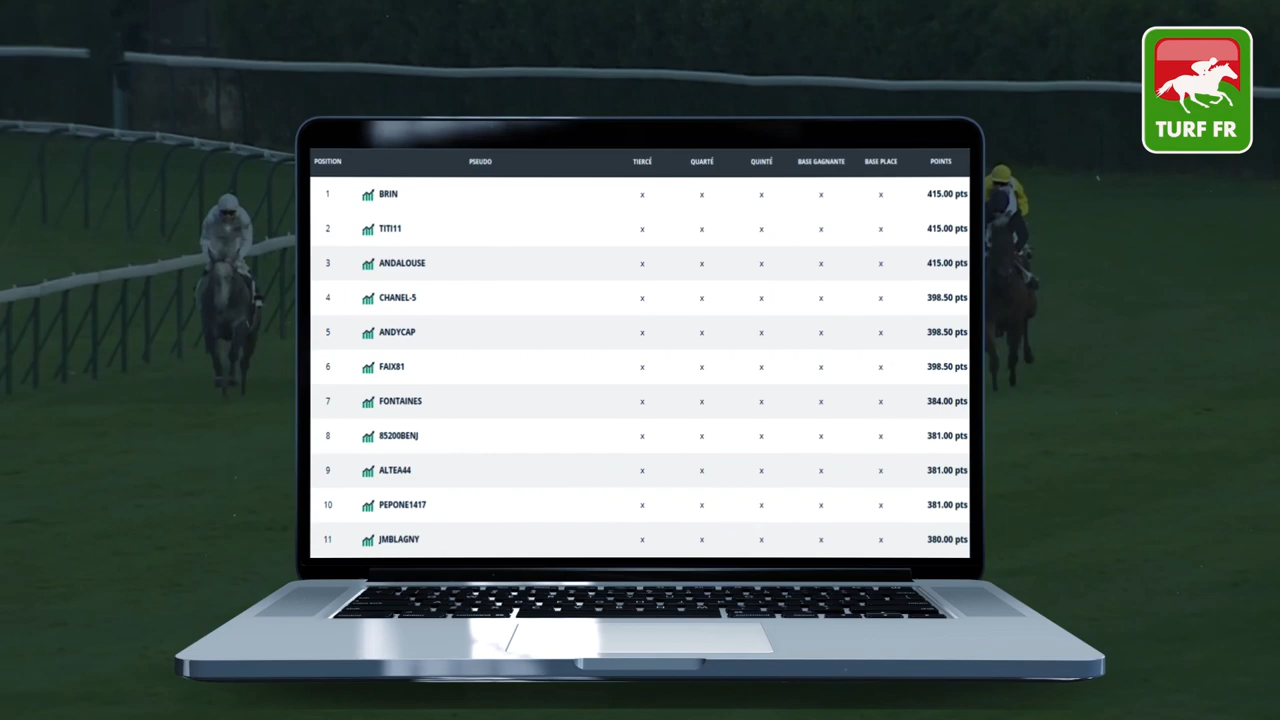 TURF FR
POSITION PSEUDO TIERCÉ QUARTÉ QUINTÉ BASE GAGNANTE BASE PLACE POINTS
1 BRIN x x x x x 415.00 pts
2 TITI11 x x x x x 415.00 pts
3 ANDALOUSE x x x x x 415.00 pts
4 CHANEL-5 x x x x x 398.50 pts
5 ANDYCAP x x x x x 398.50 pts
6 FAIX81 x x x x x 398.50 pts
7 FONTAINES x x x x x 384.00 pts
8 85200BENJ x x x x x 381.00 pts
9 ALTEA44 x x x x x 381.00 pts
10 PEPONE1417 x x x x x 381.00 pts
11 JMBLAGNY x x x x x 380.00 pts